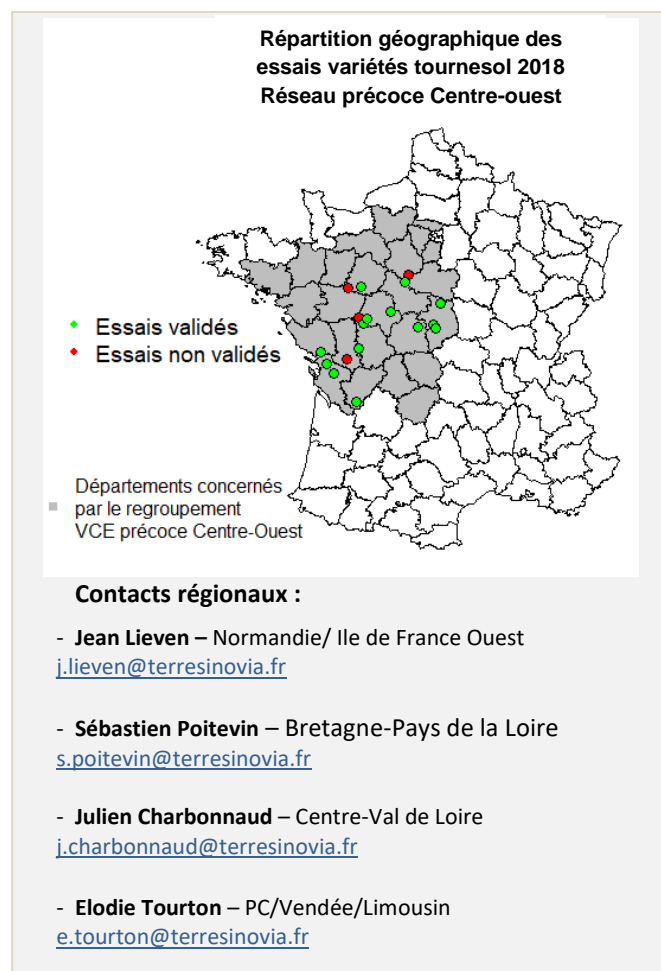 Répartition géographique des
essais variétés tournesol 2018
Réseau précoce Centre-ouest
Essais validés
Essais non validés
Départements concernés
par le regroupement
VCE précoce Centre-Ouest
Contacts régionaux :
- Jean Lieven – Normandie/ Ile de France Ouest
j.lieven@terresinovia.fr
- Sébastien Poitevin – Bretagne-Pays de la Loire
s.poitevin@terresinovia.fr
- Julien Charbonnaud – Centre-Val de Loire
j.charbonnaud@terresinovia.fr
- Elodie Tourton – PC/Vendée/Limousin
e.tourton@terresinovia.fr